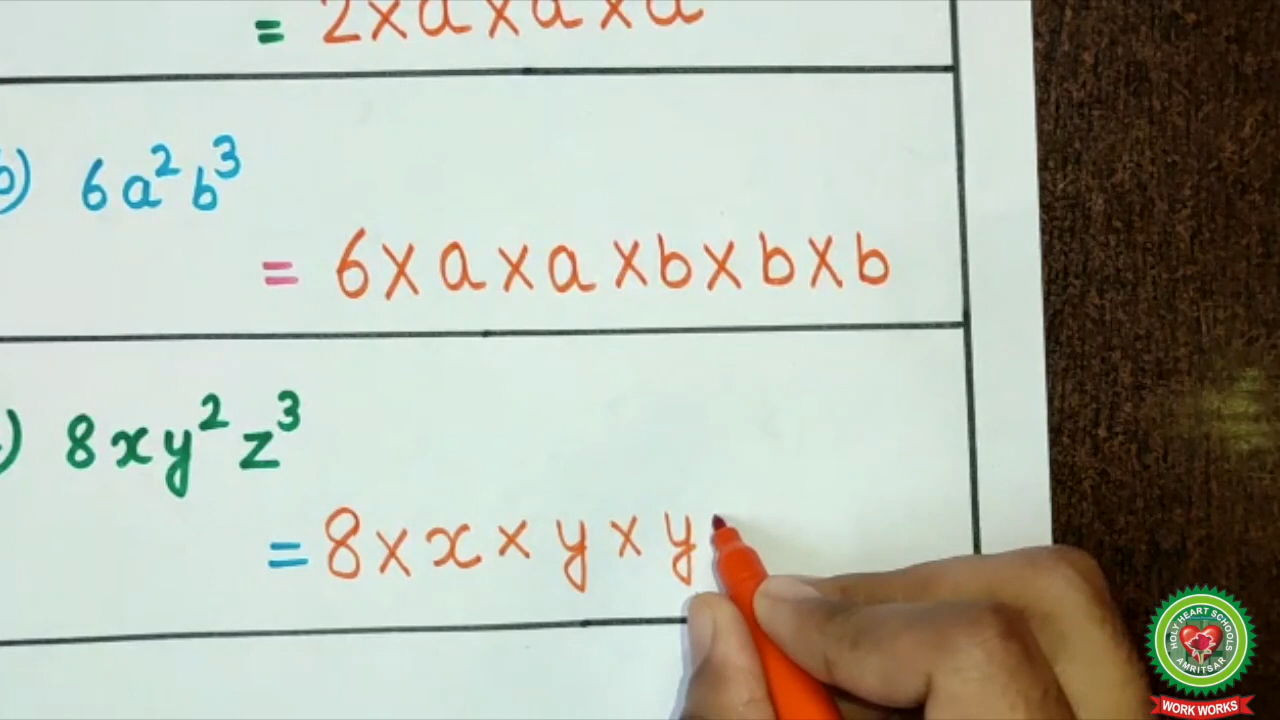 = 2×a×a×a
b) 6a²b³
= 6×a×a×b×b×b
) 8xy²z³
= 8×x×y×y
HOLY HEART SCHOOLS
AMRITSAR
WORK WORKS